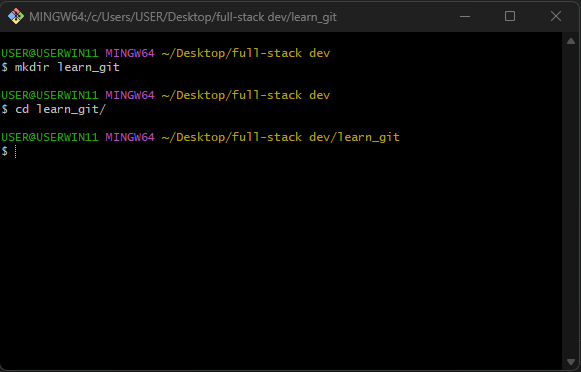 MINGW64:/c/Users/USER/Desktop/full-stack dev/learn_git
USER@USERWIN11 MINGW64 ~/Desktop/full-stack dev
$ mkdir learn_git
USER@USERWIN11 MINGW64 ~/Desktop/full-stack dev
$ cd learn_git/
USER@USERWIN11 MINGW64 ~/Desktop/full-stack dev/learn_git
$